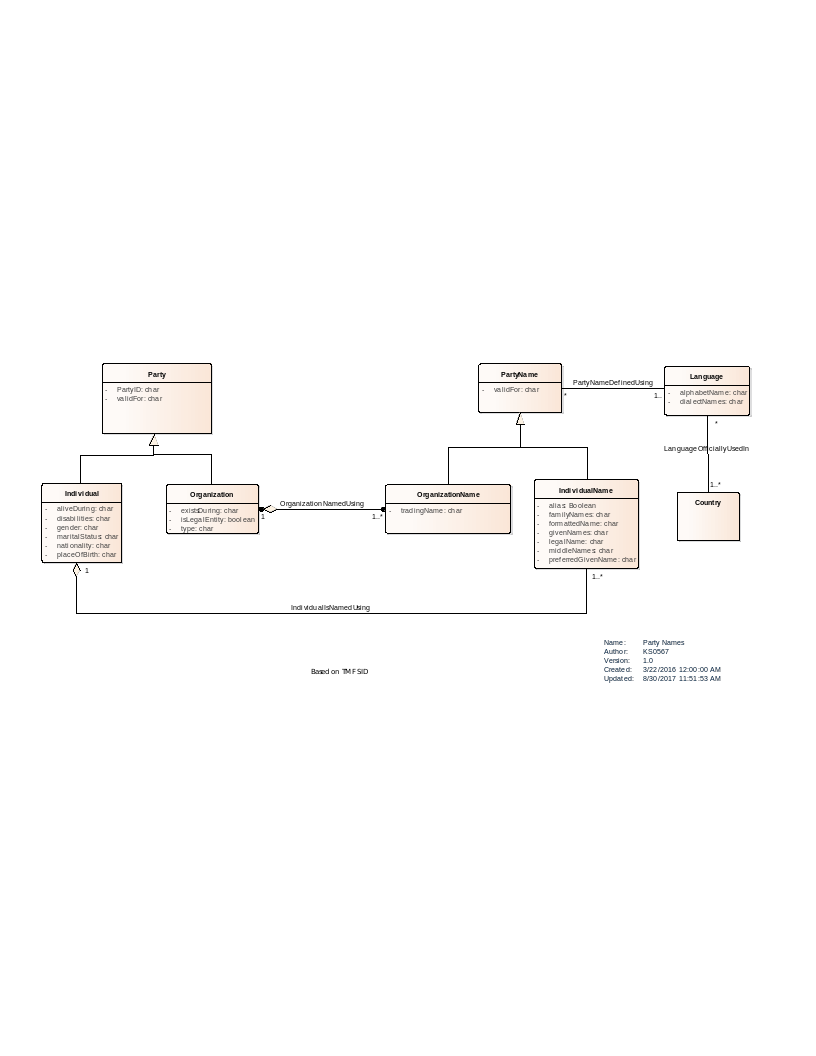 Party
- PartyID: char
- validFor: char
PartyName
- validFor: char
PartyNameDefinedUsing
*
1..
Language
- alphabetName: char
- dialectNames: char
*
LanguageOfficiallyUsedIn
1..*
Country
Individual
- aliveDuring: char
- disabilities: char
- gender: char
- maritalStatus: char
- nationality: char
- placeOfBirth: char
1
Organization
- existsDuring: char
- isLegalEntity: boolean
- type: char
OrganizationNamedUsing
1
1..*
OrganizationName
- tradingName: char
IndividualName
- alias: Boolean
- familyNames: char
- formattedName: char
- givenNames: char
- legalName: char
- middleNames: char
- preferredGivenName: char
1..*
IndividualIsNamedUsing
Based on TMF SID
Name: Party Names
Author: KS0567
Version: 1.0
Created: 3/22/2016 12:00:00 AM
Updated: 8/30/2017 11:51:53 AM